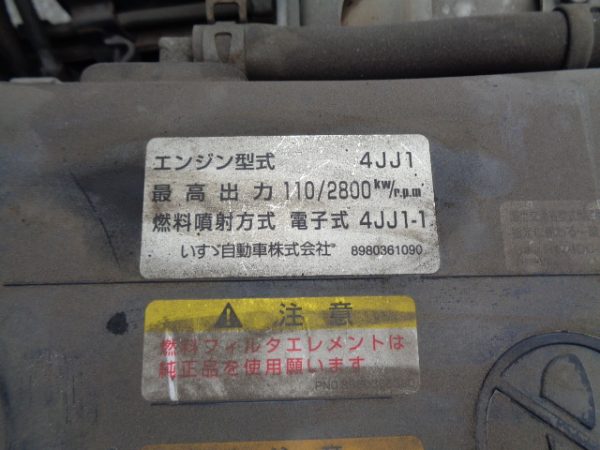 エンジン型式 4JJ1
最高出力 110/2800kw/r.p.m
燃料噴射方式 電子式 4JJ1-1
いすゞ自動車株式会社 8980361090
注意
燃料フィルタエレメントは
純正品を使用願います
注意